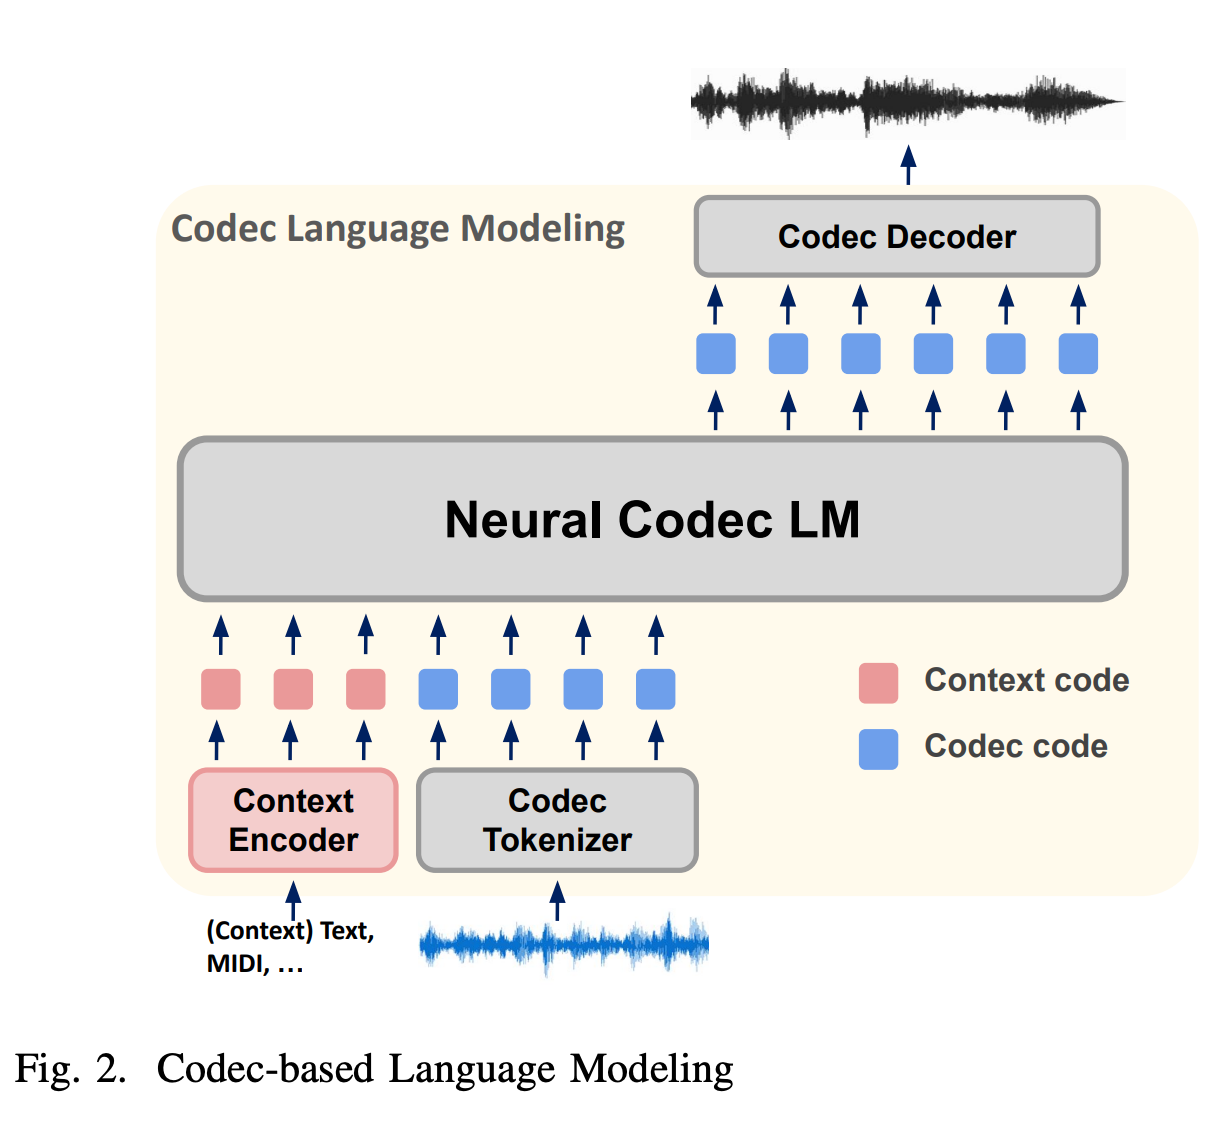 Codec Language Modeling
Codec Decoder
Neural Codec LM
Context code
Codec code
Context
Encoder
Codec
Tokenizer
(Context) Text,
MIDI, ...
Fig. 2. Codec-based Language Modeling